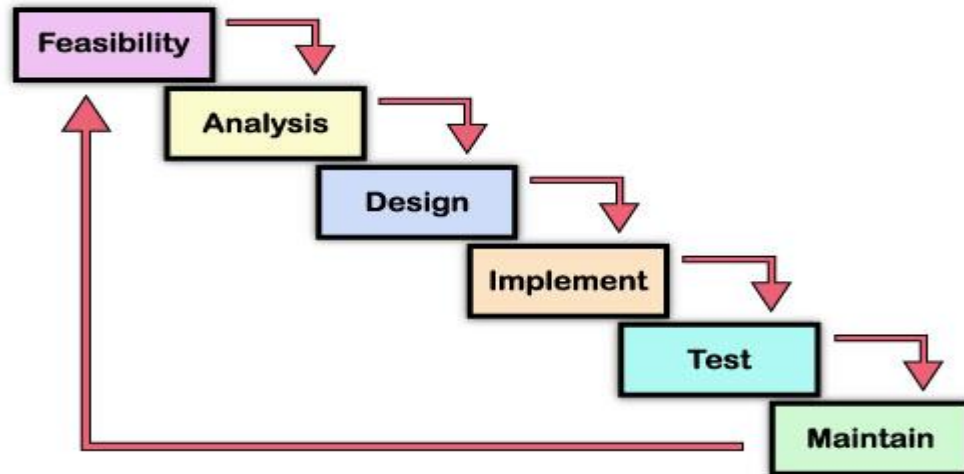 Feasibility
Analysis
Design
Implement
Test
Maintain